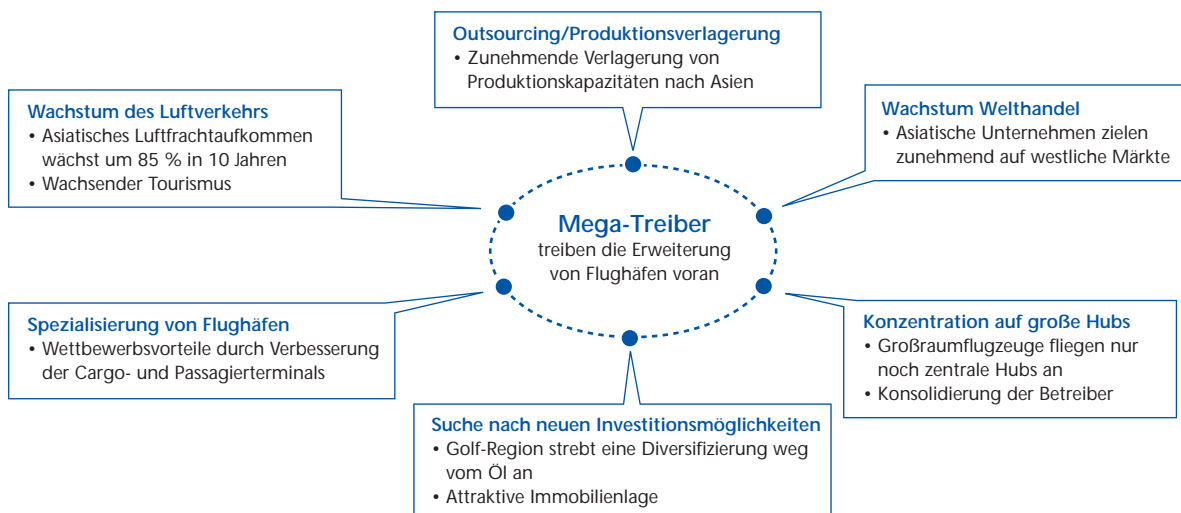 Outsourcing/Produktionsverlagerung
• Zunehmende Verlagerung von
Produktionskapazitäten nach Asien
Wachstum des Luftverkehrs
• Asiatisches Luftfrachtaufkommen
wächst um 85 % in 10 Jahren
• Wachsender Tourismus
Wachstum Welthandel
• Asiatische Unternehmen zielen
zunehmend auf westliche Märkte
Mega-Treiber
treiben die Erweiterung
von Flughäfen voran
Spezialisierung von Flughäfen
• Wettbewerbsvorteile durch Verbesserung
der Cargo- und Passagierterminals
Konzentration auf große Hubs
• Großraumflugzeuge fliegen nur
noch zentrale Hubs an
• Konsolidierung der Betreiber
Suche nach neuen Investitionsmöglichkeiten
• Golf-Region strebt eine Diversifizierung weg
vom Öl an
• Attraktive Immobilienlage